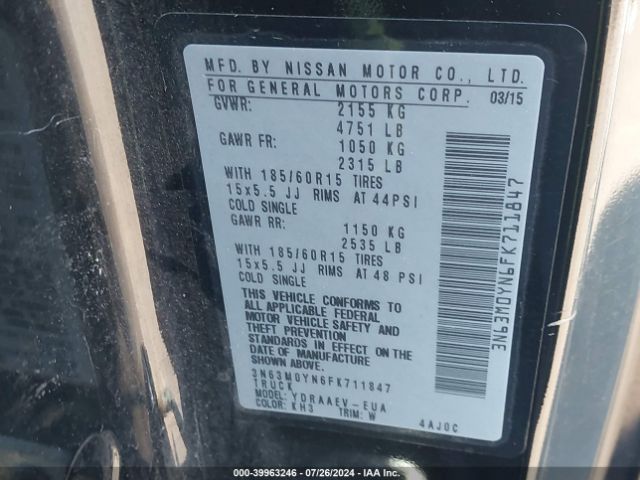 MFD. BY NISSAN MOTOR CO., LTD.
FOR GENERAL MOTORS CORP. 03/15
GVWR: 2155 KG
4751 LB
GAWR FR: 1050 KG
2315 LB
WITH 185/60R15 TIRES
15x5.5 JJ RIMS AT 44PSI
COLD SINGLE
GAWR RR: 1150 KG
2535 LB
WITH 185/60R15 TIRES
15x5.5 JJ RIMS AT 48 PSI
COLD SINGLE
THIS VEHICLE CONFORMS TO
ALL APPLICABLE FEDERAL
MOTOR VEHICLE SAFETY AND
THEFT PREVENTION
STANDARDS IN EFFECT ON THE
DATE OF MANUFACTURE
SHOWN ABOVE.
3N63M0YN6FK711847
TRUCK
MODEL: YDRAAEV-EUA
COLOR: KH3 TRIM: W 4AJ0C
3N63M0YN6FK711847
000-39963246 - 07/26/2024 - IAAI.COM